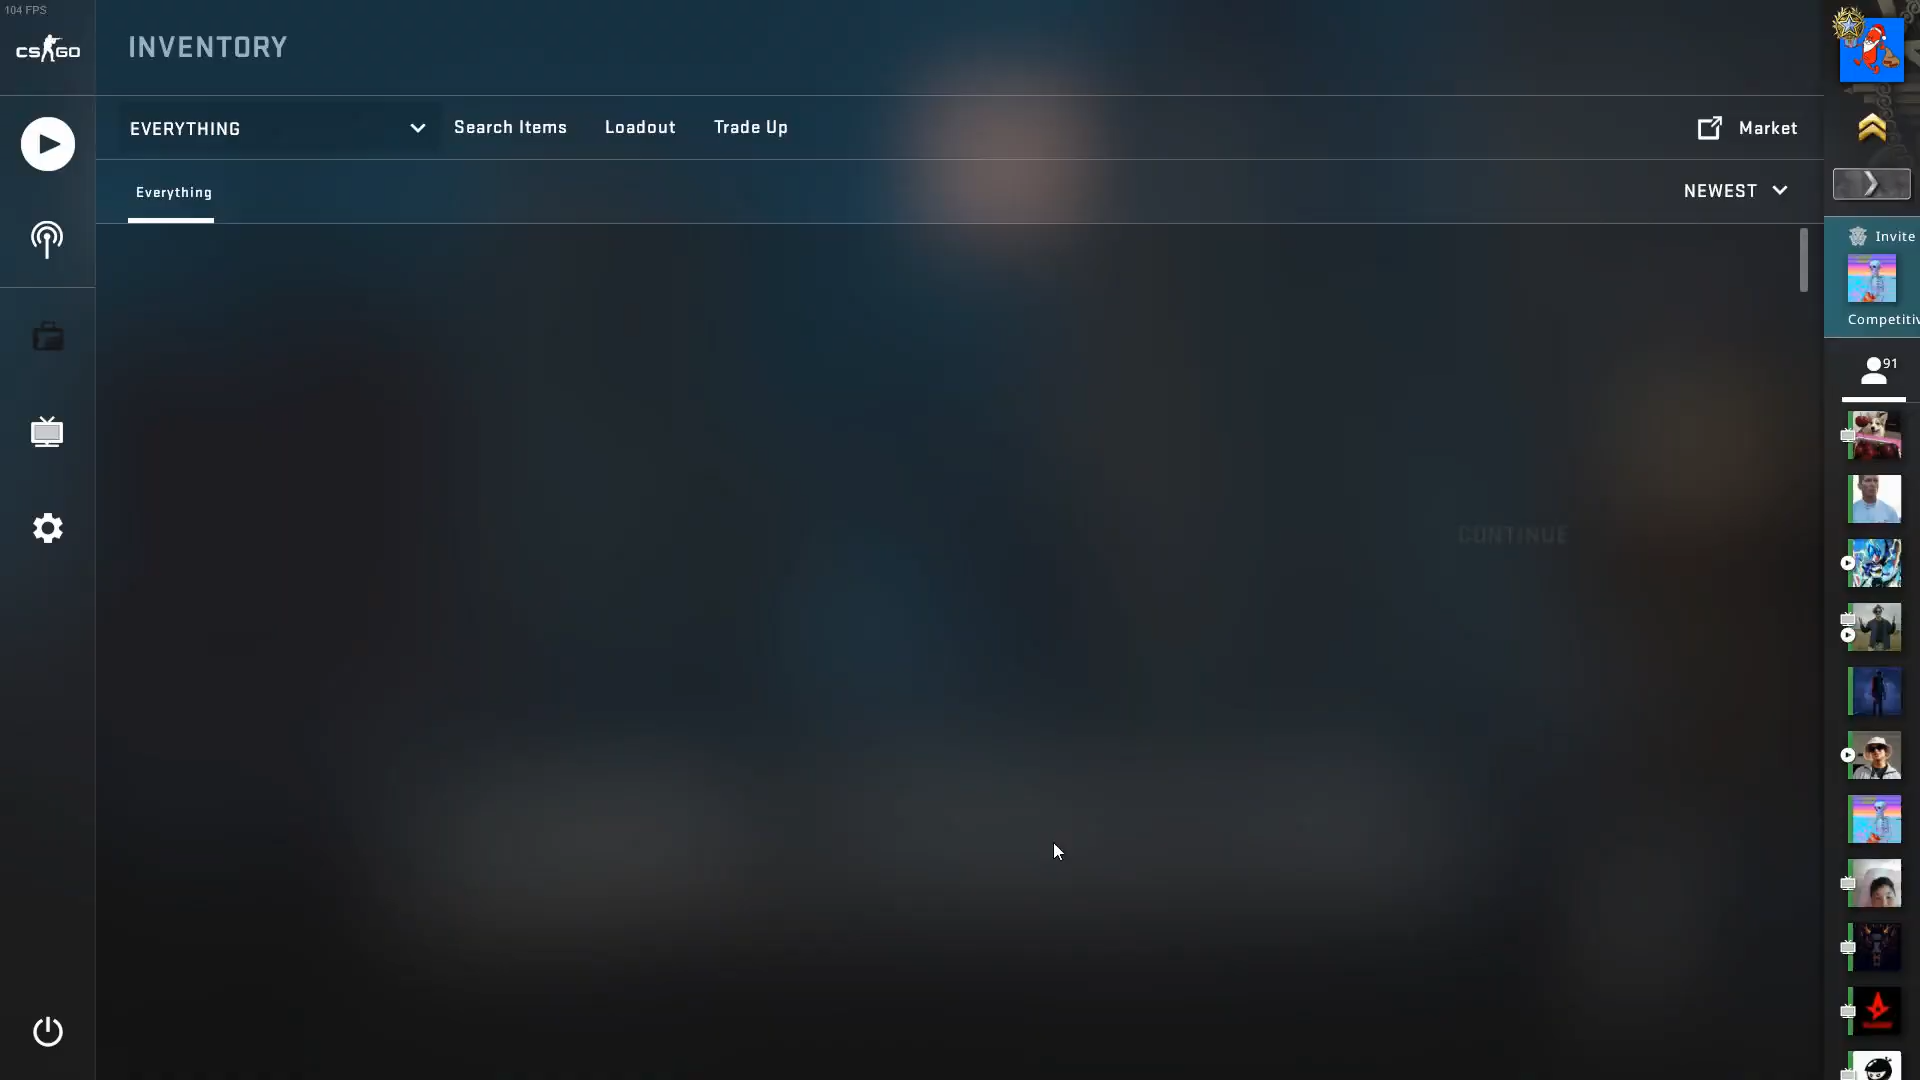 104 FPS
CS GO
INVENTORY
EVERYTHING
Search Items
Loadout
Trade Up
Market
Everything
NEWEST
Invite
Competitiv
91
CONTINUE